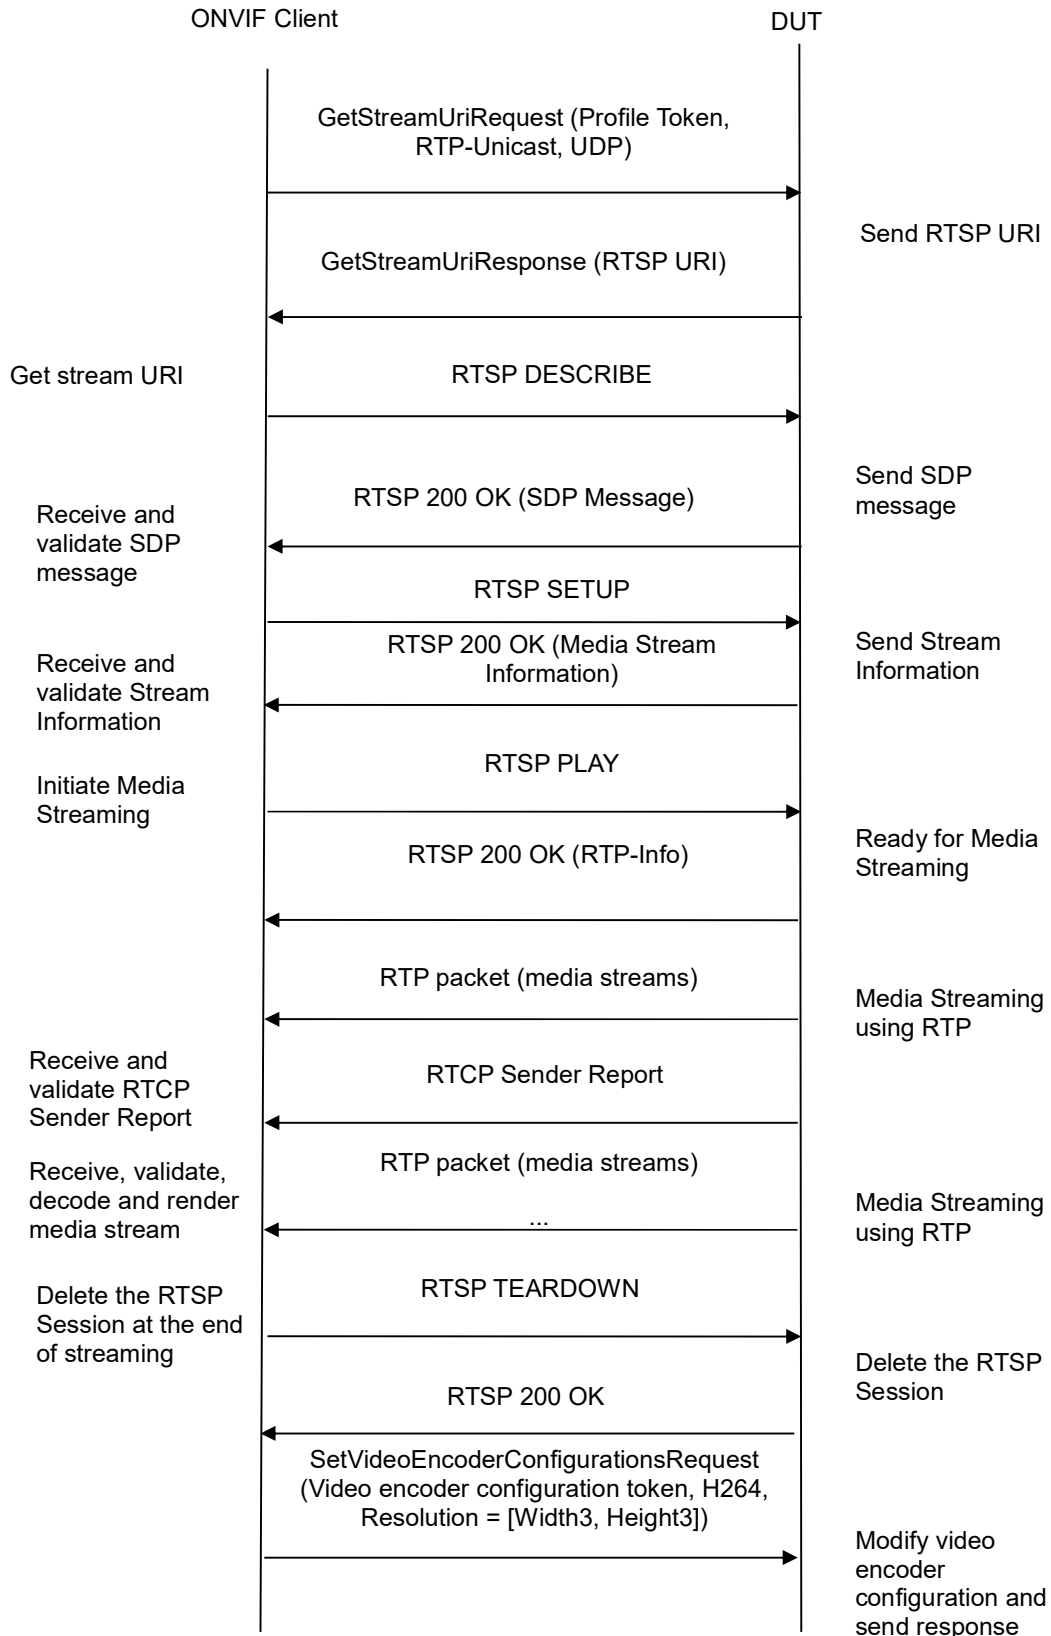 ONVIF Client
DUT
GetStreamUriRequest (Profile Token,
RTP-Unicast, UDP)
Send RTSP URI
GetStreamUriResponse (RTSP URI)
Get stream URI
RTSP DESCRIBE
Send SDP
message
RTSP 200 OK (SDP Message)
Receive and
validate SDP
message
RTSP SETUP
RTSP 200 OK (Media Stream
Information)
Send Stream
Information
Receive and
validate Stream
Information
RTSP PLAY
Initiate Media
Streaming
Ready for Media
Streaming
RTSP 200 OK (RTP-Info)
RTP packet (media streams)
Media Streaming
using RTP
Receive and
validate RTCP
Sender Report
RTCP Sender Report
RTP packet (media streams)
...
Receive, validate,
decode and render
media stream
Media Streaming
using RTP
RTSP TEARDOWN
Delete the RTSP
Session at the end
of streaming
Delete the RTSP
Session
RTSP 200 OK
SetVideoEncoderConfigurationsRequest
(Video encoder configuration token, H264,
Resolution = [Width3, Height3])
Modify video
encoder
configuration and
send response